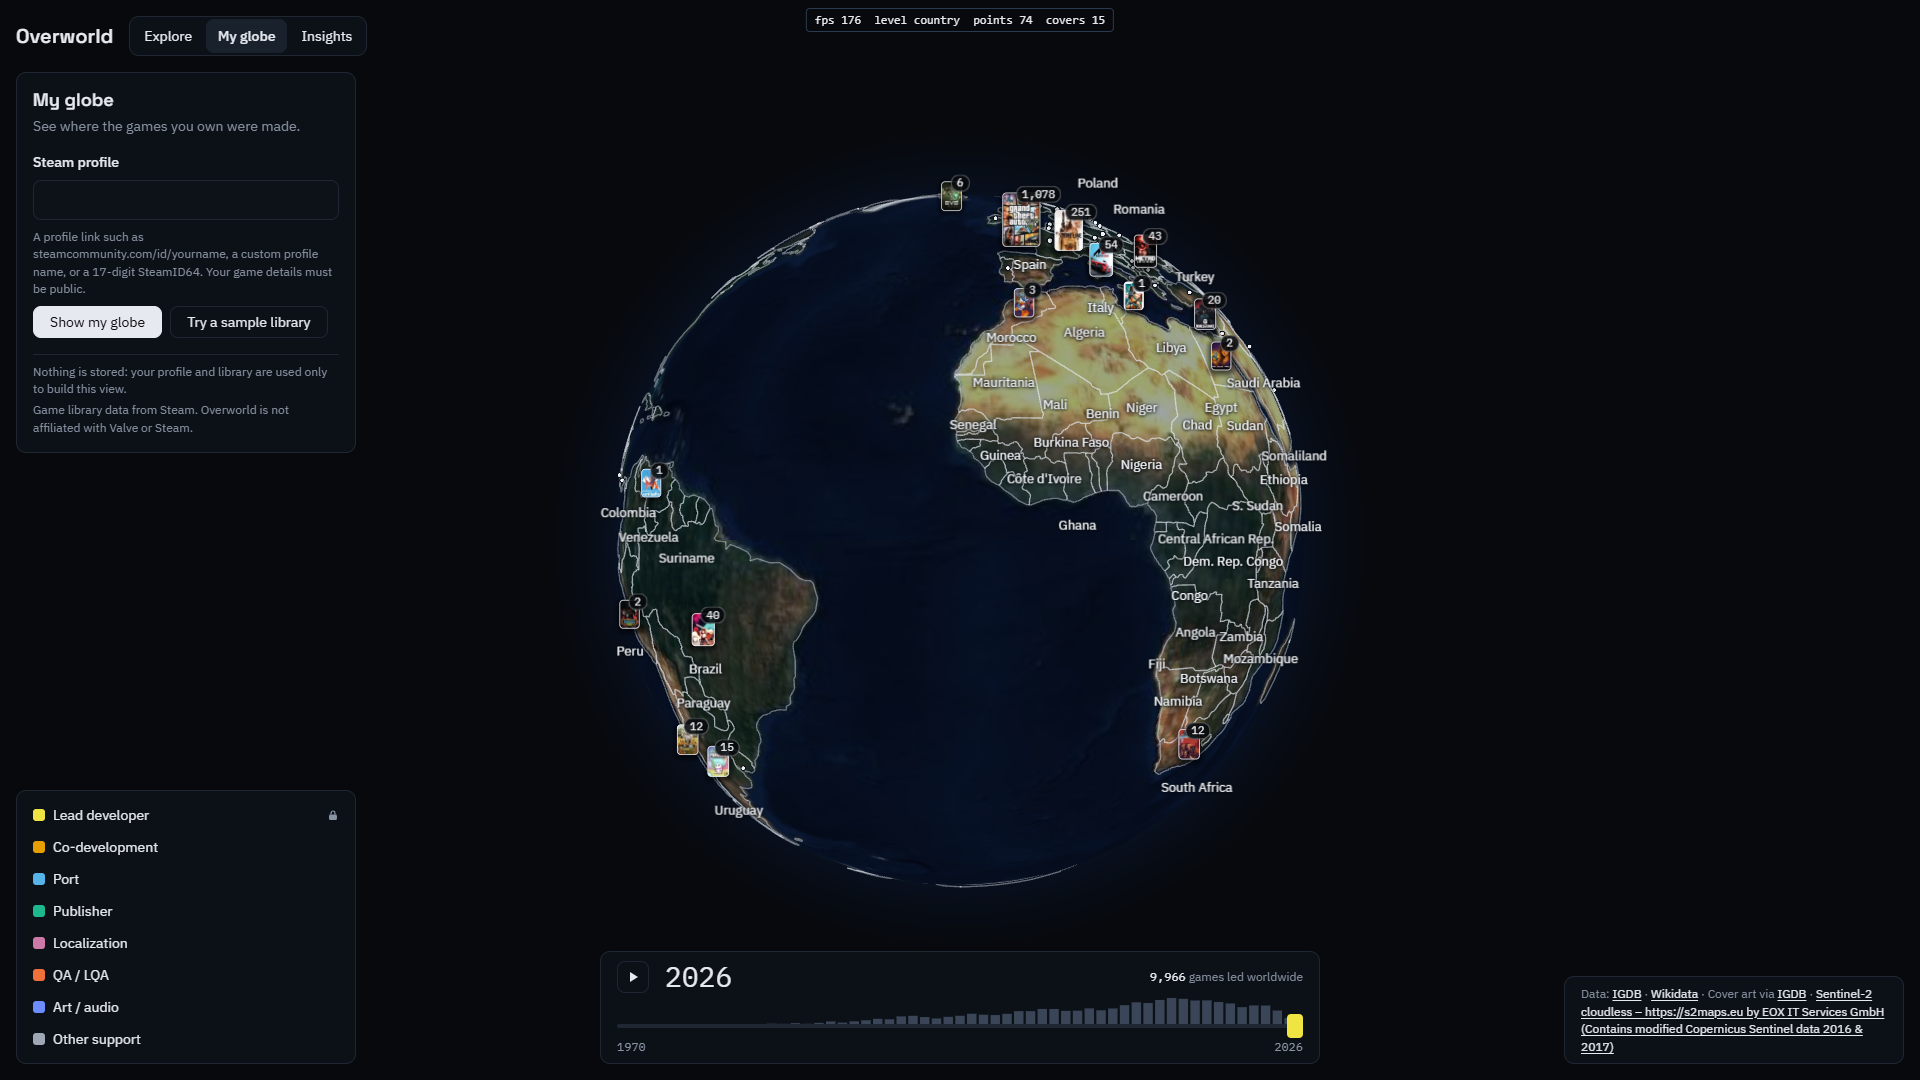 fps 176 level country points 74 covers 15
Overworld
Explore
My globe
Insights
My globe
See where the games you own were made.
Steam profile
A profile link such as
steamcommunity.com/id/yourname, a custom profile
name, or a 17-digit SteamID64. Your game details must
be public.
Show my globe
Try a sample library
Nothing is stored: your profile and library are used only
to build this view.
Game library data from Steam. Overworld is not
affiliated with Valve or Steam.
6
Poland
1,078
grand
theft
auto
251
Romania
43
METRO
54
Spain
Turkey
3
1
20
Italy
Morocco
Algeria
Libya
2
Mauritania
Saudi Arabia
Mali
Benin
Niger
Egypt
Senegal
Chad
Sudan
Burkina Faso
Guinea
Nigeria
Somaliland
1
Côte d'Ivoire
Ethiopia
Cameroon
S. Sudan
Colombia
Ghana
Somalia
Venezuela
Central African Rep.
Suriname
Dem. Rep. Congo
Tanzania
Congo
2
40
Angola
Zambia
Peru
Fiji
Mozambique
Brazil
Botswana
Paraguay
Namibia
12
12
15
South Africa
Uruguay
Lead developer
Co-development
Port
Publisher
Localization
QA / LQA
Art / audio
Other support
2026
9,966 games led worldwide
1970
2026
Data: IGDB · Wikidata · Cover art via IGDB · Sentinel-2
cloudless – https://s2maps.eu by EOX IT Services GmbH
(Contains modified Copernicus Sentinel data 2016 &
2017)